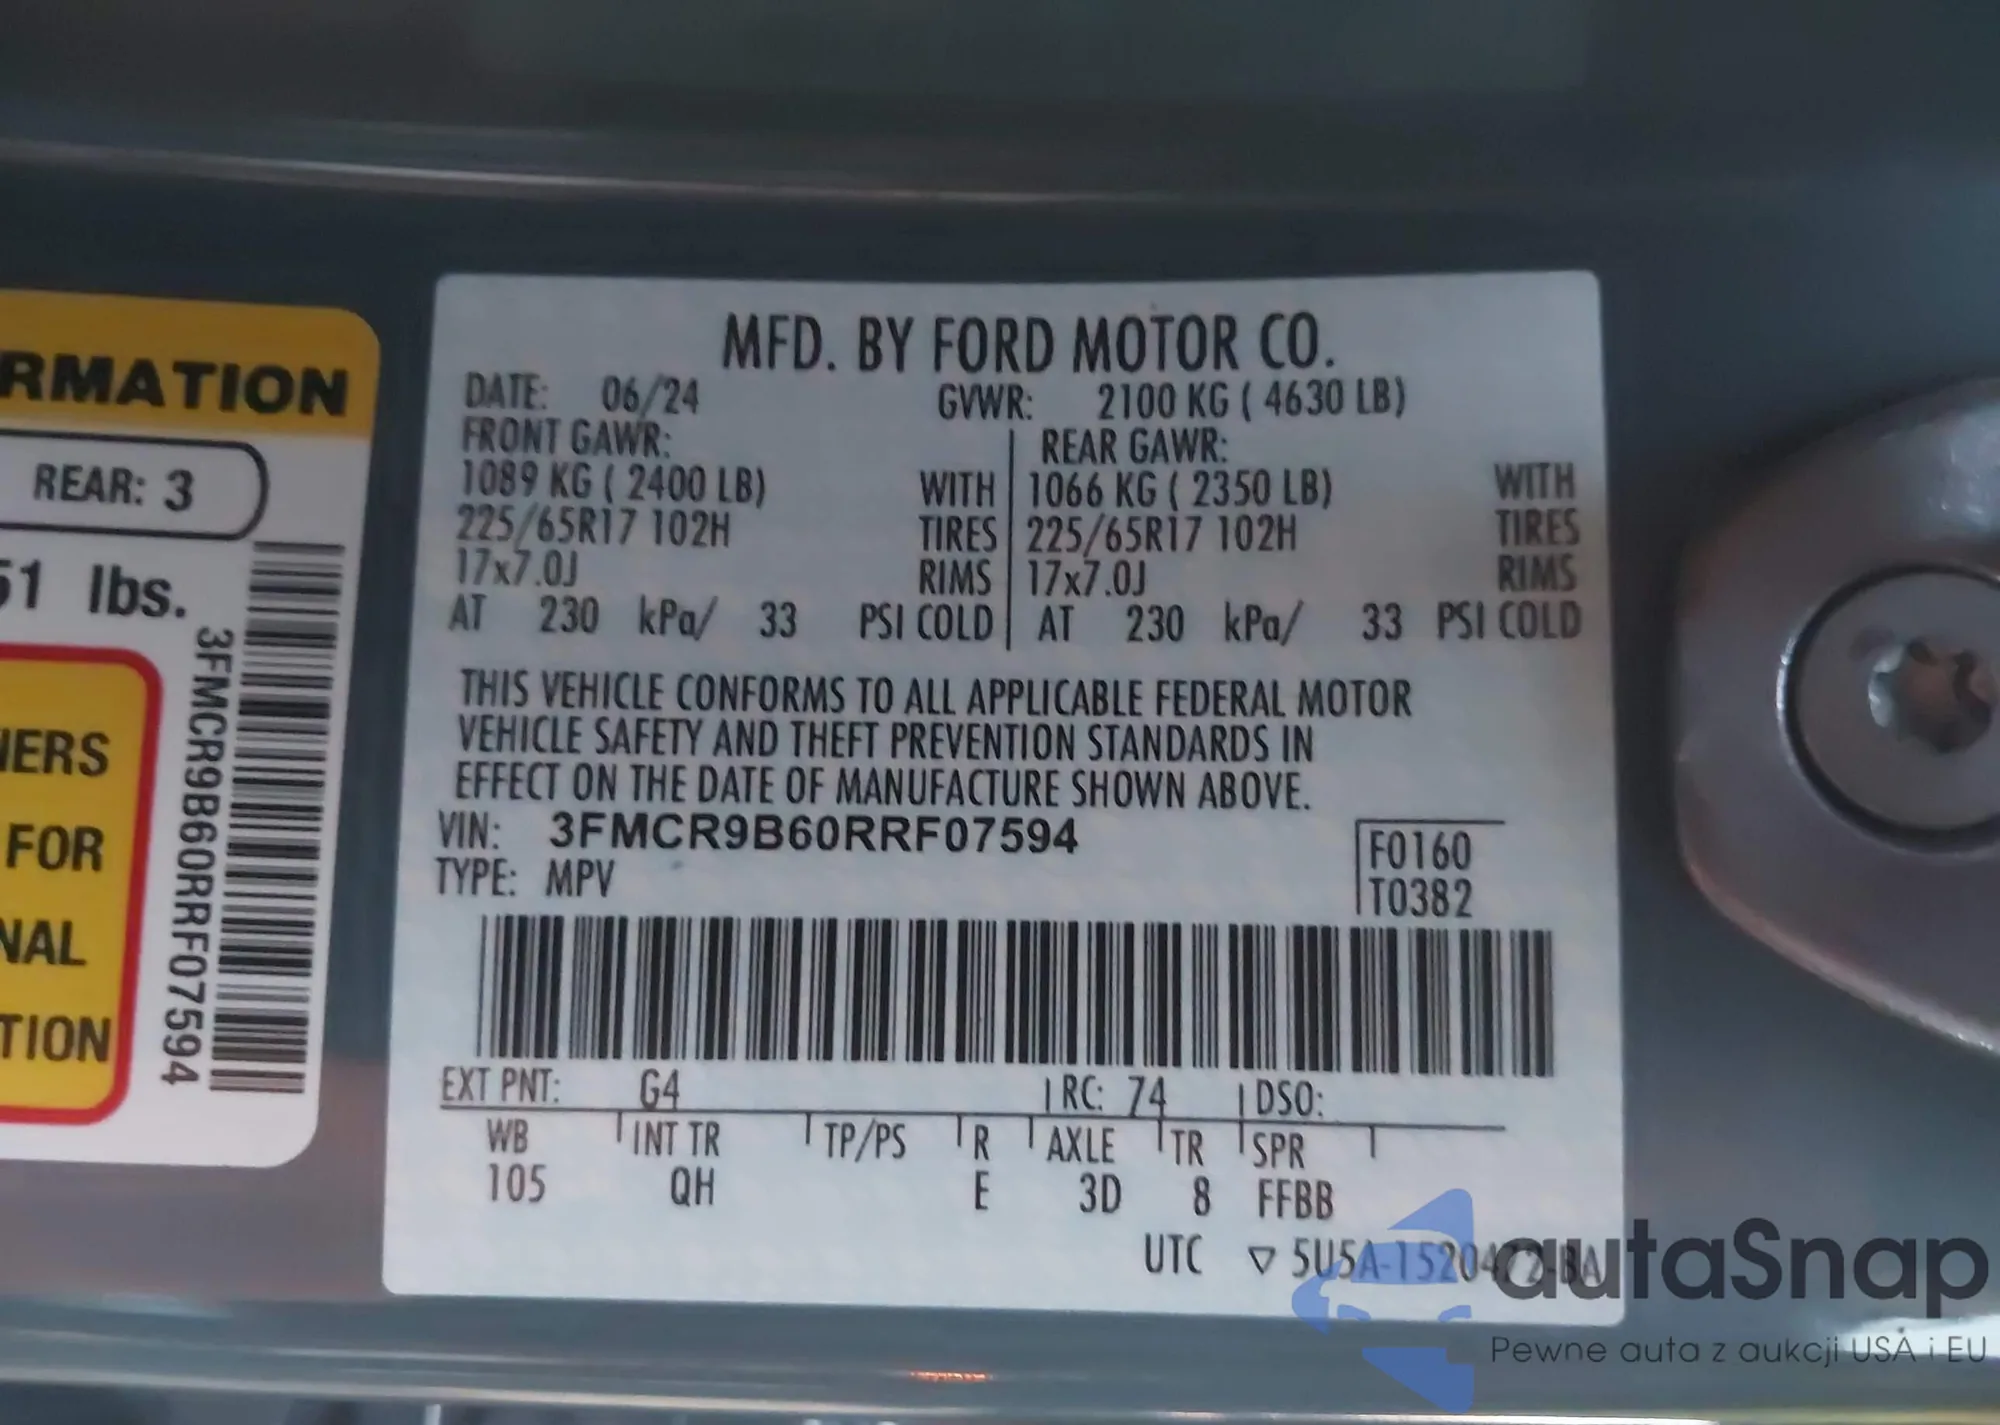 RMATION
REAR: 3
51 lbs.
NERS
FOR
NAL
TION
3FMCR9B60RRF07594
MFD. BY FORD MOTOR CO.
DATE: 06/24 GVWR: 2100 KG ( 4630 LB)
FRONT GAWR: REAR GAWR:
1089 KG ( 2400 LB) WITH 1066 KG ( 2350 LB) WITH
225/65R17 102H TIRES 225/65R17 102H TIRES
17x7.0J RIMS 17x7.0J RIMS
AT 230 kPa/ 33 PSI COLD AT 230 kPa/ 33 PSI COLD
THIS VEHICLE CONFORMS TO ALL APPLICABLE FEDERAL MOTOR
VEHICLE SAFETY AND THEFT PREVENTION STANDARDS IN
EFFECT ON THE DATE OF MANUFACTURE SHOWN ABOVE.
VIN: 3FMCR9B60RRF07594
TYPE: MPV
F0160
T0382
EXT PNT: G4 RC: 74 DSO:
WB INT TR TP/PS R AXLE TR SPR
105 QH E 3D 8 FFBB
UTC ▽ 5U5A-1520472-BA
autaSnap
Pewne auta z aukcji USA i EU